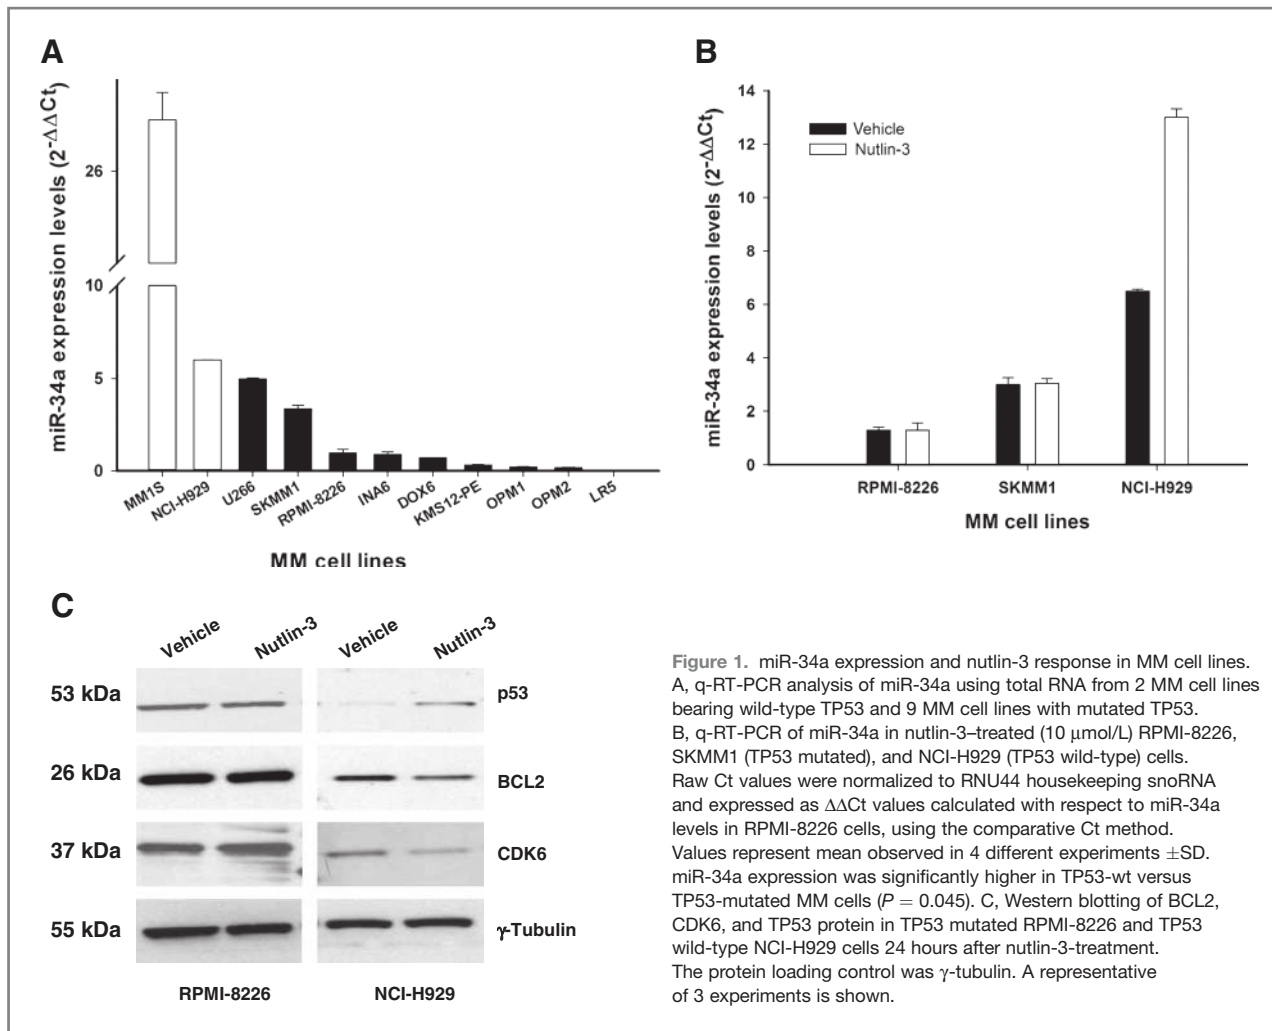 A
miR-34a expression levels (2-ΔΔCt)
26
10
5
0
MM1S
NCI-H929
U266
SKMM1
RPMI-8226
INA6
DOX6
KMS12-PE
OPM1
OPM2
LR5
MM cell lines
B
miR-34a expression levels (2-ΔΔCt)
14
12
10
8
6
4
2
0
Vehicle
Nutlin-3
RPMI-8226
SKMM1
NCI-H929
MM cell lines
C
Vehicle
Nutlin-3
Vehicle
Nutlin-3
53 kDa
p53
26 kDa
BCL2
37 kDa
CDK6
55 kDa
γ-Tubulin
RPMI-8226
NCI-H929
Figure 1. miR-34a expression and nutlin-3 response in MM cell lines.
A, q-RT-PCR analysis of miR-34a using total RNA from 2 MM cell lines
bearing wild-type TP53 and 9 MM cell lines with mutated TP53.
B, q-RT-PCR of miR-34a in nutlin-3–treated (10 μmol/L) RPMI-8226,
SKMM1 (TP53 mutated), and NCI-H929 (TP53 wild-type) cells.
Raw Ct values were normalized to RNU44 housekeeping snoRNA
and expressed as ΔΔCt values calculated with respect to miR-34a
levels in RPMI-8226 cells, using the comparative Ct method.
Values represent mean observed in 4 different experiments ±SD.
miR-34a expression was significantly higher in TP53-wt versus
TP53-mutated MM cells (P = 0.045). C, Western blotting of BCL2,
CDK6, and TP53 protein in TP53 mutated RPMI-8226 and TP53
wild-type NCI-H929 cells 24 hours after nutlin-3-treatment.
The protein loading control was γ-tubulin. A representative
of 3 experiments is shown.